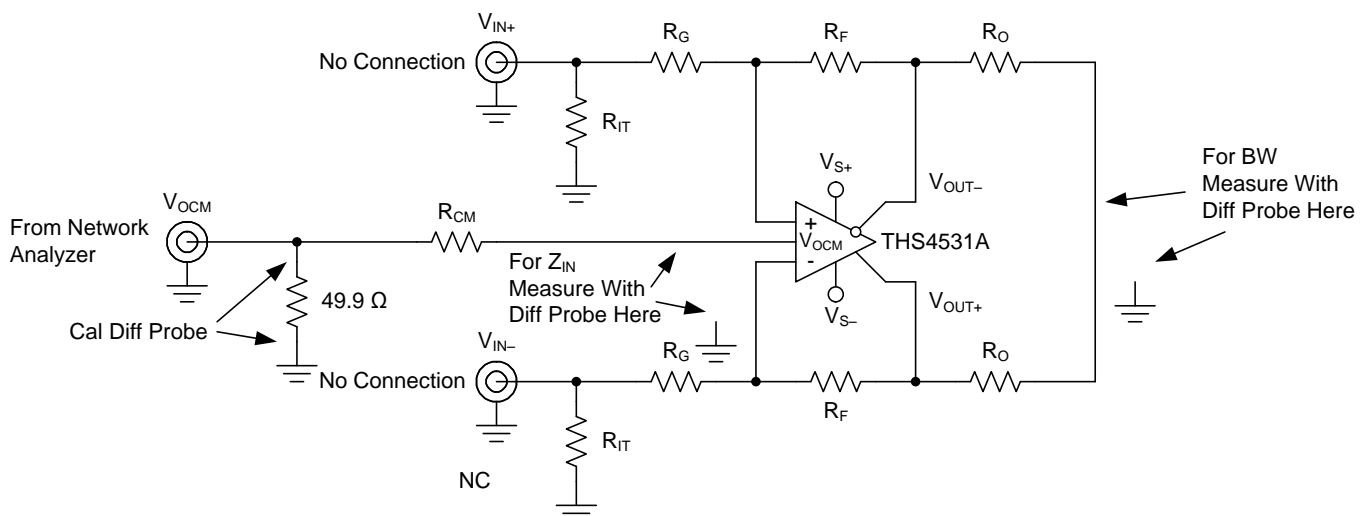 V_IN+
R_G
R_F
R_O
No Connection
R_IT
V_S+
V_OUT–
For BW
Measure With
Diff Probe Here
V_OCM
From Network
Analyzer
R_CM
+
V_OCM
-
THS4531A
For Z_IN
Measure With
Diff Probe Here
49.9 Ω
Cal Diff Probe
V_S–
V_OUT+
V_IN–
R_G
R_O
No Connection
R_F
R_IT
NC